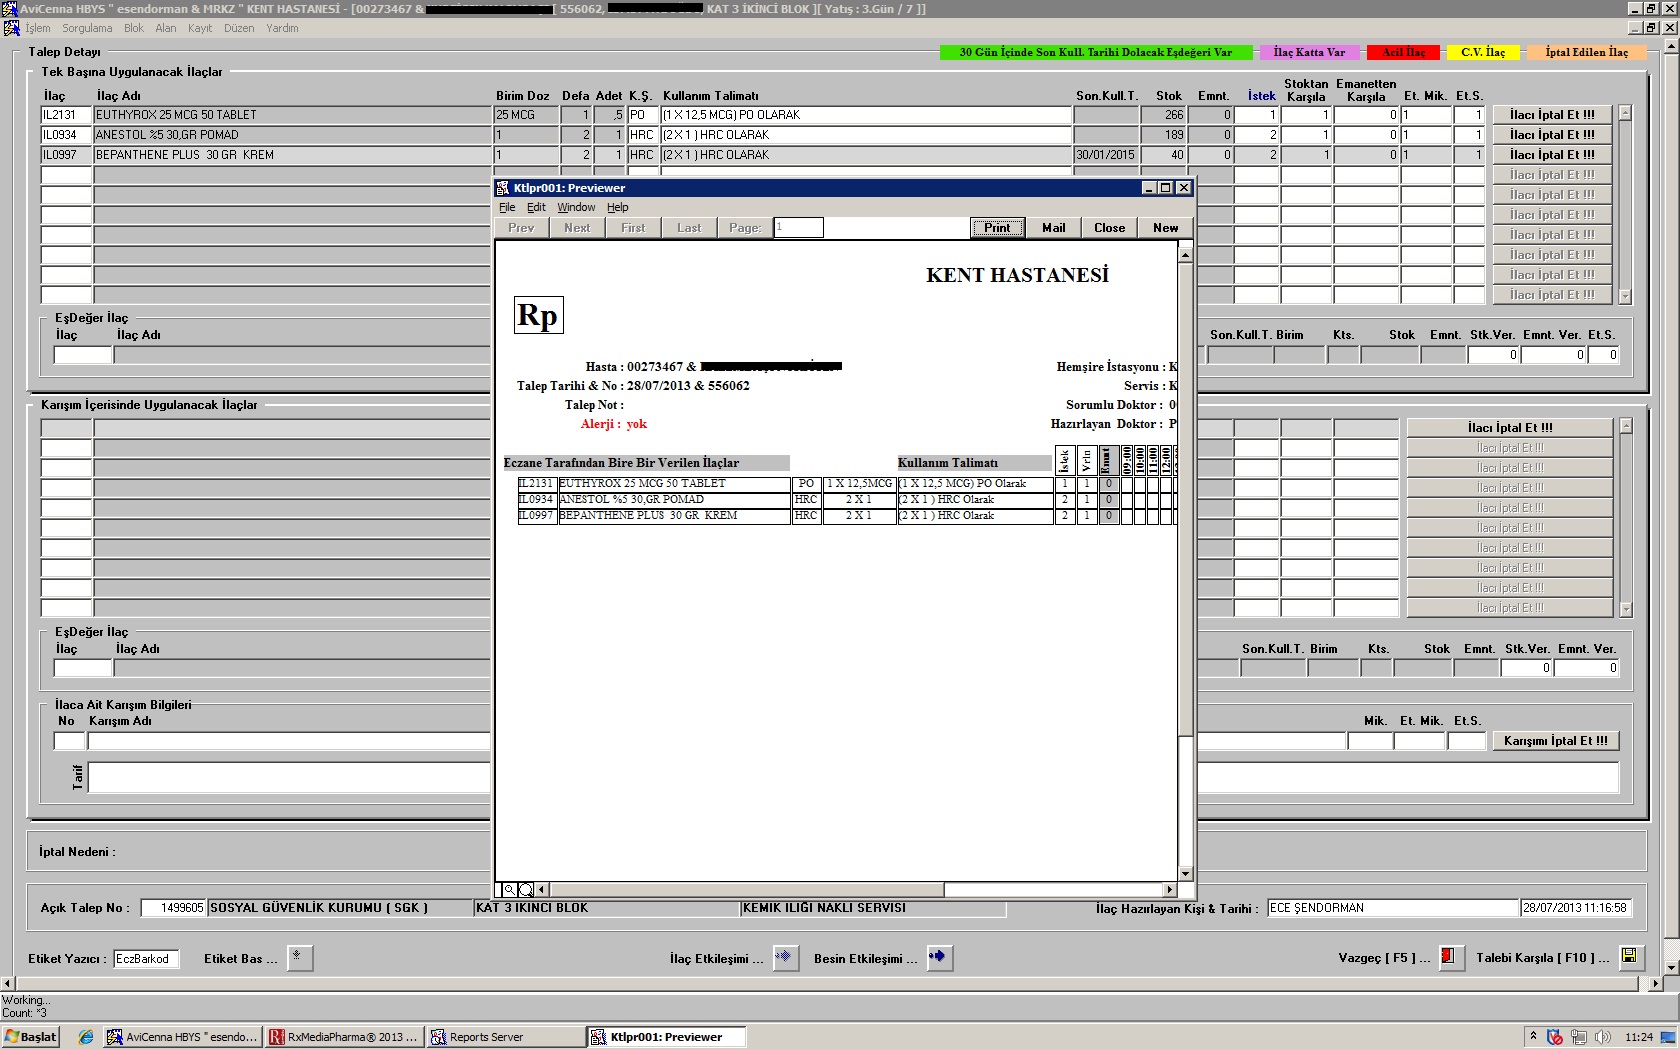 AviCenna HBYS " esendorman & MRKZ " KENT HASTANESİ - [00273467 & [ 556062, KAT 3 İKİNCİ BLOK ][ Yatış : 3.Gün / 7 ]]
İşlem Sorgulama Blok Alan Kayıt Düzen Yardım
Talep Detayı
30 Gün İçinde Son Kull. Tarihi Dolacak Eşdeğeri Var İlaç Katta Var Acil İlaç C.V. İlaç İptal Edilen İlaç
Tek Başına Uygulanacak İlaçlar
Stoktan Emanetten
İlaç İlaç Adı Birim Doz Defa Adet K.Ş. Kullanım Talimatı Son.Kull.T. Stok Emnt. İstek Karşıla Karşıla Et. Mik. Et.S.
IL2131 EUTHYROX 25 MCG 50 TABLET 25 MCG 1 ,5 PO (1 X 12,5 MCG) PO OLARAK 266 0 1 1 0 1 1 İlacı İptal Et !!!
IL0934 ANESTOL %5 30,GR POMAD 1 2 1 HRC (2 X 1 ) HRC OLARAK 189 0 2 1 0 1 1 İlacı İptal Et !!!
IL0997 BEPANTHENE PLUS 30 GR KREM 1 2 1 HRC (2 X 1 ) HRC OLARAK 30/01/2015 40 0 2 1 0 1 1 İlacı İptal Et !!!
İlacı İptal Et !!!
İlacı İptal Et !!!
İlacı İptal Et !!!
İlacı İptal Et !!!
İlacı İptal Et !!!
İlacı İptal Et !!!
İlacı İptal Et !!!
EşDeğer İlaç
İlaç İlaç Adı Son.Kull.T. Birim Kts. Stok Emnt. Stk.Ver. Emnt. Ver. Et.S.
0 0 0
Ktlpr001: Previewer
File Edit Window Help
Prev Next First Last Page: 1 Print Mail Close New
KENT HASTANESİ
Rp
Hasta : 00273467 & Hemşire İstasyonu : K
Talep Tarihi & No : 28/07/2013 & 556062 Servis : K
Talep Not : Sorumlu Doktor : 0
Alerji : yok Hazırlayan Doktor : P
Eczane Tarafından Bire Bir Verilen İlaçlar Kullanım Talimatı İstek Vrln Emnt 09:00 10:00 11:00 12:00
IL2131 EUTHYROX 25 MCG 50 TABLET PO 1 X 12,5MCG (1 X 12,5 MCG) PO Olarak 1 1 0
IL0934 ANESTOL %5 30,GR POMAD HRC 2 X 1 (2 X 1 ) HRC Olarak 2 1 0
IL0997 BEPANTHENE PLUS 30 GR KREM HRC 2 X 1 (2 X 1 ) HRC Olarak 2 1 0
Karışım İçerisinde Uygulanacak İlaçlar
İlacı İptal Et !!!
İlacı İptal Et !!!
İlacı İptal Et !!!
İlacı İptal Et !!!
İlacı İptal Et !!!
İlacı İptal Et !!!
İlacı İptal Et !!!
İlacı İptal Et !!!
İlacı İptal Et !!!
İlacı İptal Et !!!
EşDeğer İlaç
İlaç İlaç Adı Son.Kull.T. Birim Kts. Stok Emnt. Stk.Ver. Emnt. Ver.
0 0
İlaca Ait Karışım Bilgileri
No Karışım Adı Mik. Et. Mik. Et.S.
Karışımı İptal Et !!!
Tarif
İptal Nedeni :
Açık Talep No : 1499605 SOSYAL GÜVENLİK KURUMU ( SGK ) KAT 3 IKINCI BLOK KEMIK ILIGI NAKLI SERVISI İlaç Hazırlayan Kişi & Tarihi : ECE ŞENDORMAN 28/07/2013 11:16:58
Etiket Yazıcı : EczBarkod Etiket Bas ... İlaç Etkileşimi ... Besin Etkileşimi ... Vazgeç [ F5 ] ... Talebi Karşıla [ F10 ] ...
Working...
Count: *3
Başlat AviCenna HBYS " esendo... RxMediaPharma® 2013 ... Reports Server Ktlpr001: Previewer 11:24